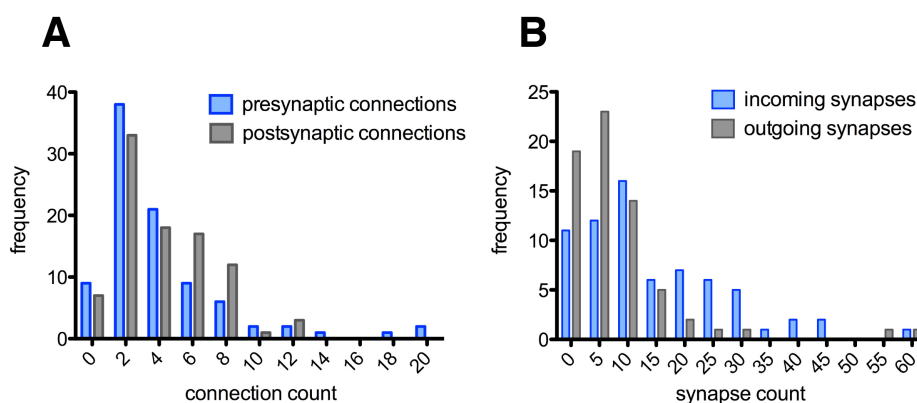 A
40
30
20
10
0
frequency
presynaptic connections
postsynaptic connections
0 2 4 6 8 10 12 14 16 18 20
connection count
B
25
20
15
10
5
0
frequency
incoming synapses
outgoing synapses
0 5 10 15 20 25 30 35 40 45 50 55 60
synapse count